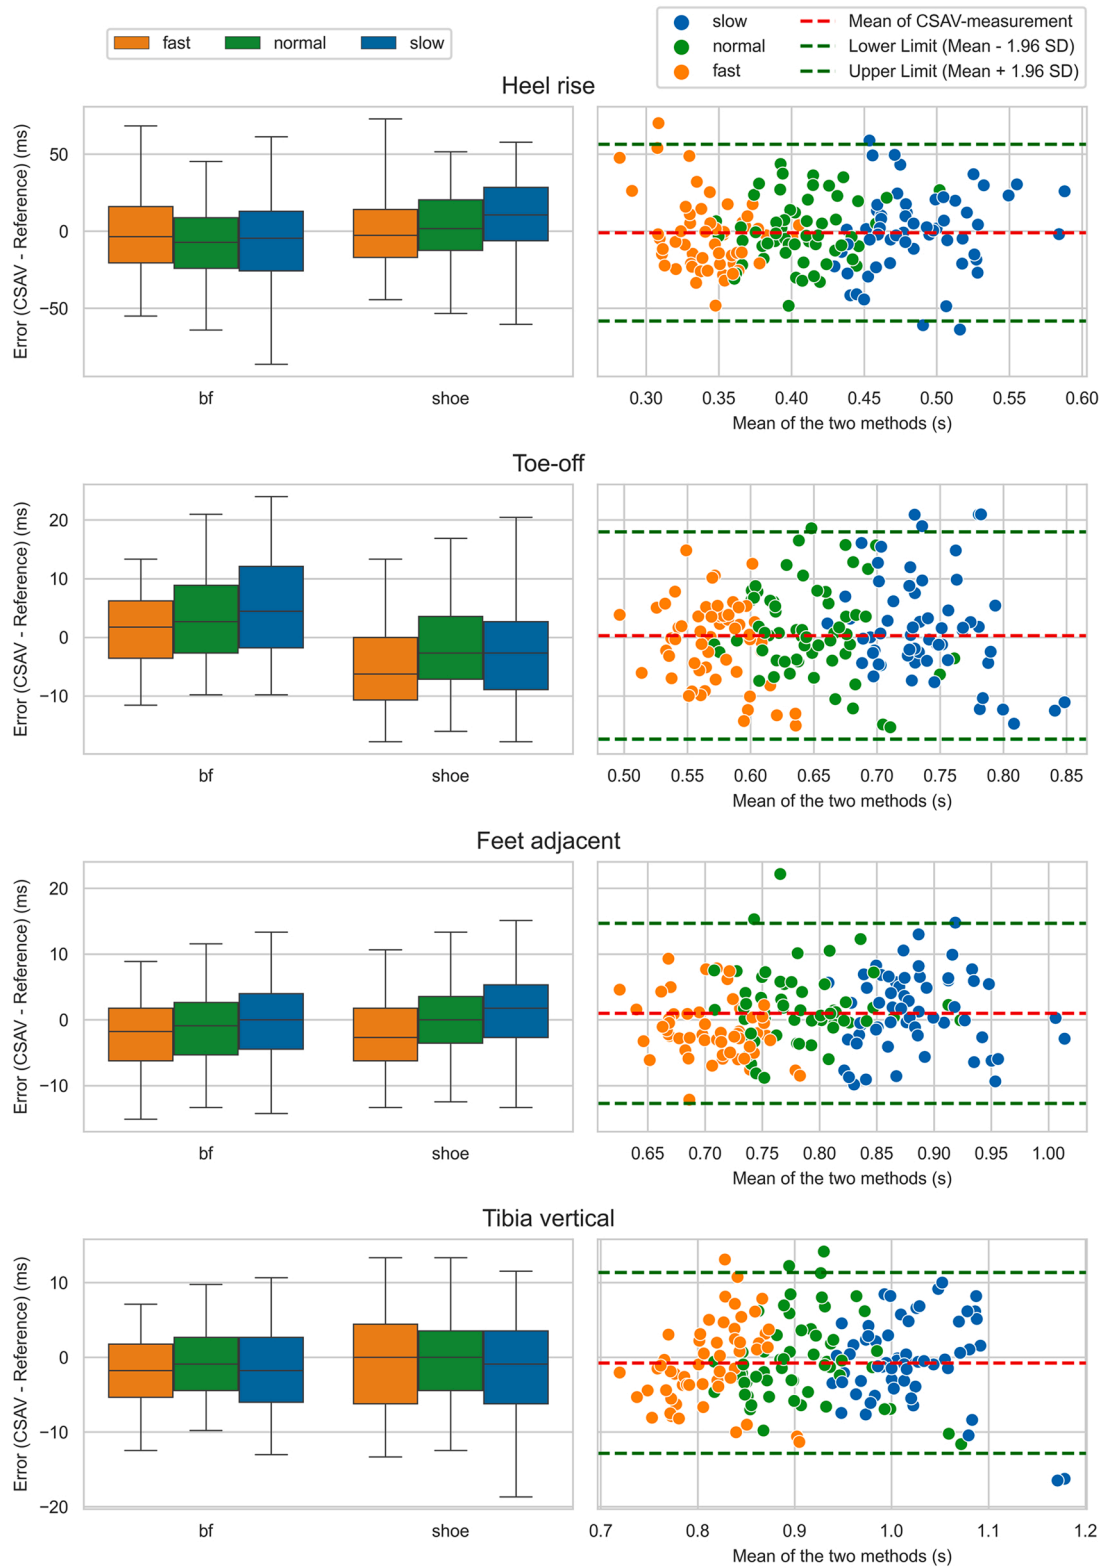 fast normal slow
slow Mean of CSAV-measurement
normal Lower Limit (Mean - 1.96 SD)
fast Upper Limit (Mean + 1.96 SD)
Heel rise
Error (CSAV - Reference) (ms)
50
0
−50
bf shoe
0.30 0.35 0.40 0.45 0.50 0.55 0.60
Mean of the two methods (s)
Toe-off
Error (CSAV - Reference) (ms)
20
10
0
−10
bf shoe
0.50 0.55 0.60 0.65 0.70 0.75 0.80 0.85
Mean of the two methods (s)
Feet adjacent
Error (CSAV - Reference) (ms)
20
10
0
−10
bf shoe
0.65 0.70 0.75 0.80 0.85 0.90 0.95 1.00
Mean of the two methods (s)
Tibia vertical
Error (CSAV - Reference) (ms)
10
0
−10
−20
bf shoe
0.7 0.8 0.9 1.0 1.1 1.2
Mean of the two methods (s)